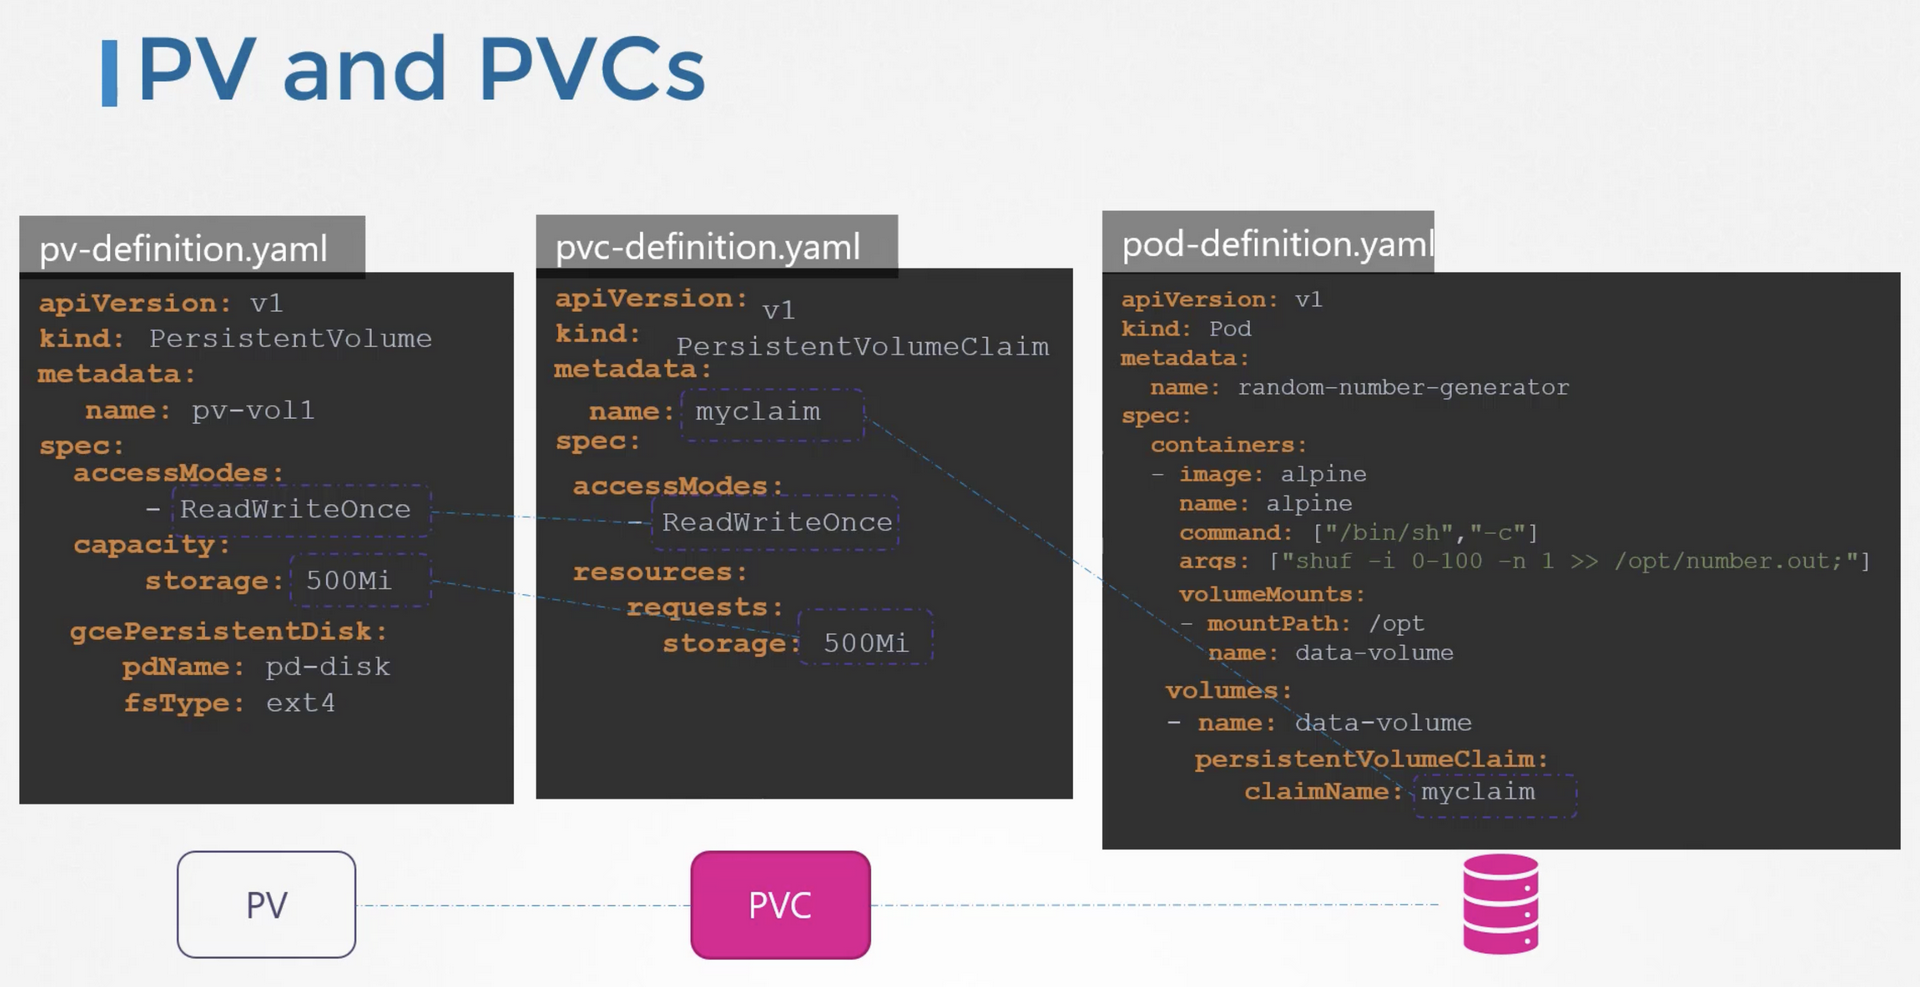 PV and PVCs
pv-definition.yaml
apiVersion: v1
kind: PersistentVolume
metadata:
name: pv-vol1
spec:
accessModes:
- ReadWriteOnce
capacity:
storage: 500Mi
gcePersistentDisk:
pdName: pd-disk
fsType: ext4
pvc-definition.yaml
apiVersion: v1
kind: PersistentVolumeClaim
metadata:
name: myclaim
spec:
accessModes:
- ReadWriteOnce
resources:
requests:
storage: 500Mi
pod-definition.yaml
apiVersion: v1
kind: Pod
metadata:
name: random-number-generator
spec:
containers:
- image: alpine
name: alpine
command: ["/bin/sh","-c"]
args: ["shuf -i 0-100 -n 1 >> /opt/number.out;"]
volumeMounts:
- mountPath: /opt
name: data-volume
volumes:
- name: data-volume
persistentVolumeClaim:
claimName: myclaim
PV
PVC